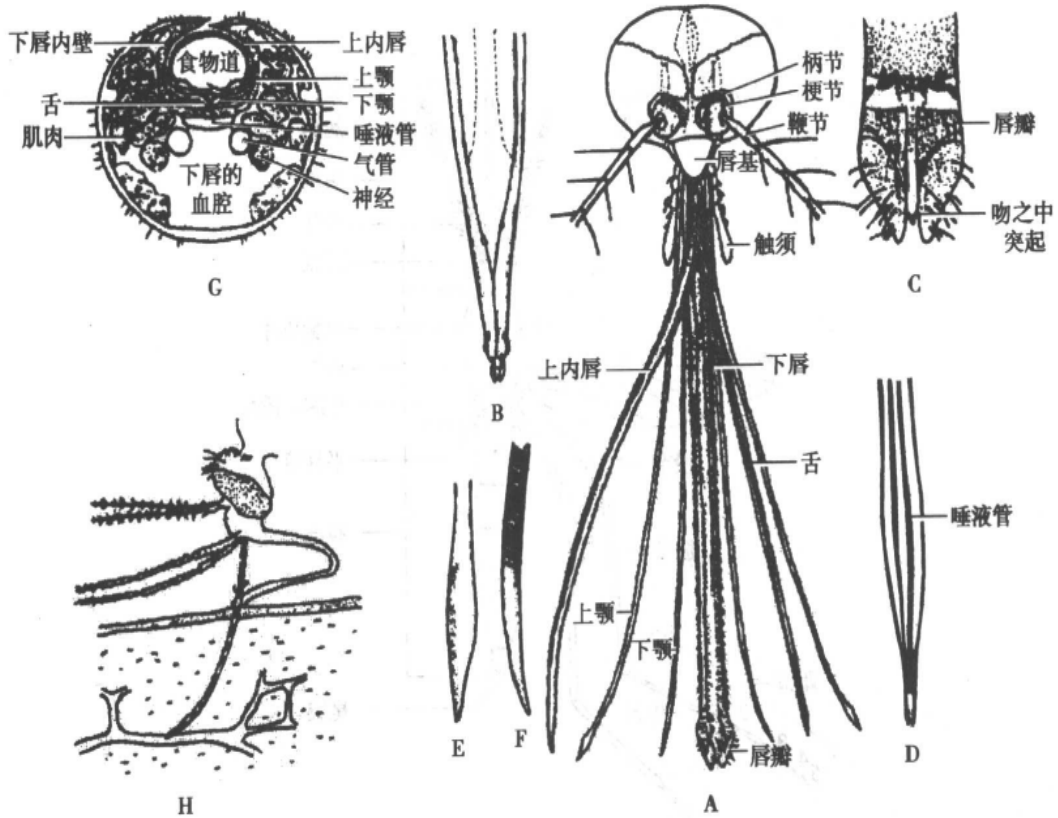 下唇内壁
食物道
上内唇
上颚
舌
下颚
肌肉
唾液管
气管
下唇的
血腔
神经
G
B
柄节
梗节
鞭节
唇基
触须
唇瓣
吻之中
突起
C
上内唇
下唇
舌
上颚
下颚
唇瓣
A
唾液管
D
E
F
H